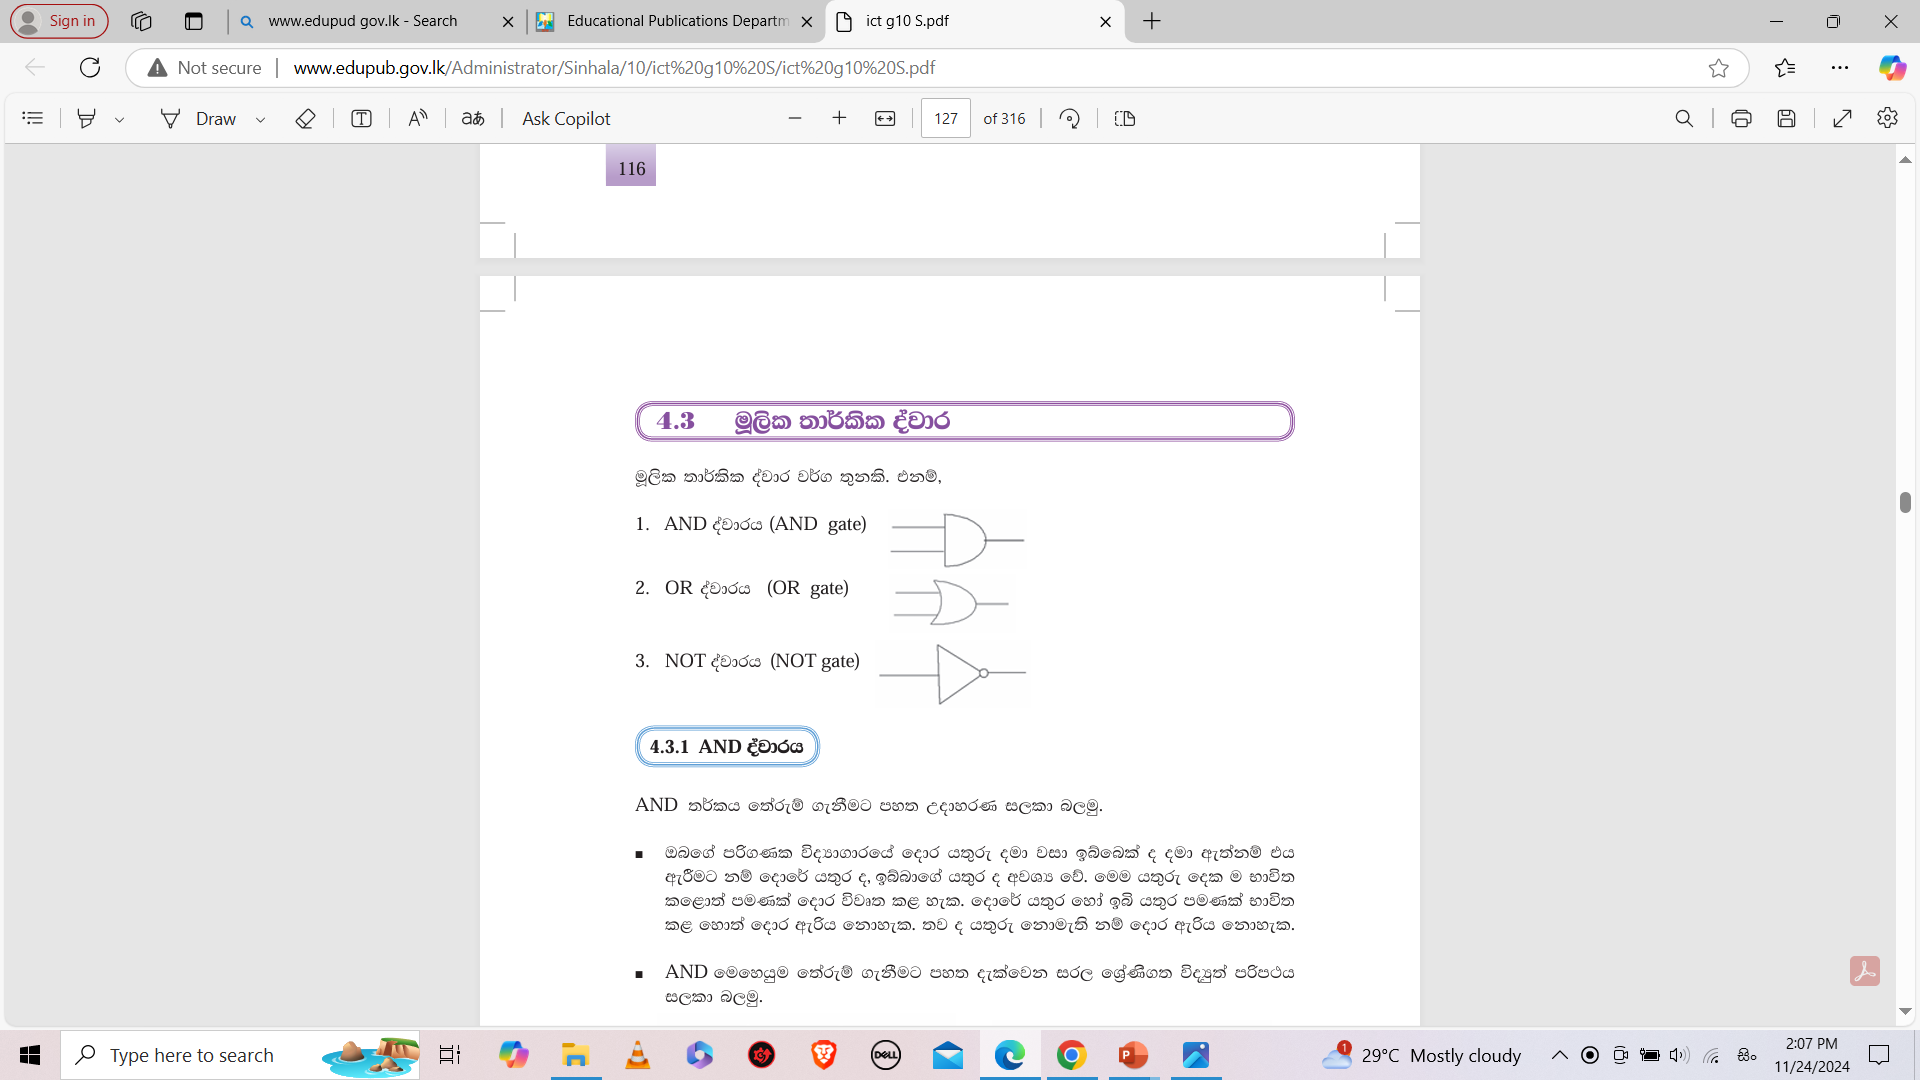 Sign in
www.edupud gov.lk - Search
Educational Publications Departm
ict g10 S.pdf
Not secure
www.edupub.gov.lk/Administrator/Sinhala/10/ict%20g10%20S/ict%20g10%20S.pdf
Draw
Ask Copilot
127 of 316
116
4.3 මූලික තාර්කික ද්වාර
මූලික තාර්කික ද්වාර වර්ග තුනකි. එනම්,
1. AND ද්වාරය (AND gate)
2. OR ද්වාරය (OR gate)
3. NOT ද්වාරය (NOT gate)
4.3.1 AND ද්වාරය
AND තර්කය තේරුම් ගැනීමට පහත උදාහරණ සලකා බලමු.
▪ ඔබගේ පරිගණක විද්‍යාගාරයේ දොර යතුරු දමා වසා ඉබ්බෙක් ද දමා ඇත්නම් එය
ඇරීමට නම් දොරේ යතුර ද, ඉබ්බාගේ යතුර ද අවශ්‍ය වේ. මෙම යතුරු දෙක ම භාවිත
කළොත් පමණක් දොර විවෘත කළ හැක. දොරේ යතුර හෝ ඉබි යතුර පමණක් භාවිත
කළ හොත් දොර ඇරිය නොහැක. තව ද යතුරු නොමැති නම් දොර ඇරිය නොහැක.
▪ AND මෙහෙයුම තේරුම් ගැනීමට පහත දැක්වෙන සරල ශ්‍රේණිගත විද්‍යුත් පරිපථය
සලකා බලමු.
Type here to search
DELL
1
29°C Mostly cloudy
සිං
2:07 PM
11/24/2024